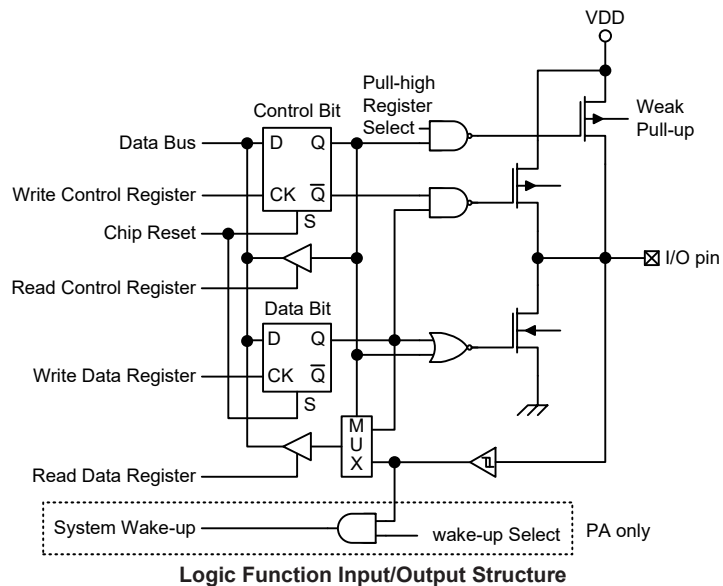 VDD
Pull-high
Register
Select
Weak
Pull-up
Control Bit
Data Bus
D Q
Write Control Register
CK Q
S
Chip Reset
I/O pin
Read Control Register
Data Bit
D Q
Write Data Register
CK Q
S
M
U
X
Read Data Register
System Wake-up
wake-up Select
PA only
Logic Function Input/Output Structure